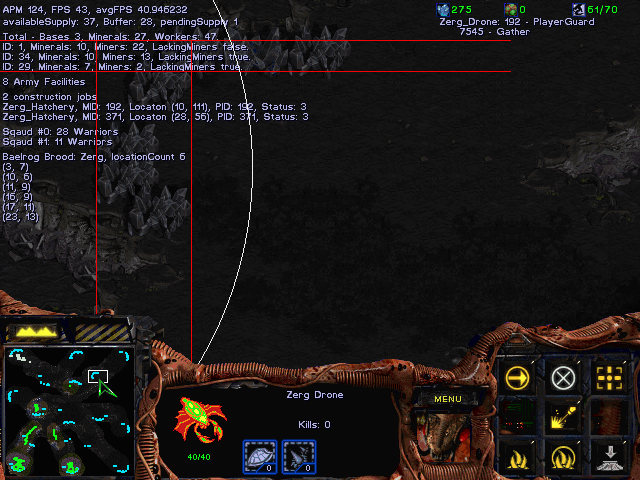 APM 124, FPS 43, avgFPS 40.946232
275 0 61/70
availableSupply: 37, Buffer: 28, pendingSupply 1
Zerg_Drone: 192 - PlayerGuard
7545 - Gather
Total - Bases 3, Minerals: 27, Workers: 47.
ID: 1, Minerals: 10, Miners: 22, LackingMiners false.
ID: 34, Minerals: 10, Miners: 13, LackingMiners true.
ID: 29, Minerals: 7, Miners: 2, LackingMiners true.
8 Army Facilities
2 construction jobs
Zerg_Hatchery, MID: 192, Locaton (10, 111), PID: 192, Status: 3
Zerg_Hatchery, MID: 371, Locaton (23, 56), PID: 371, Status: 3
Sqaud #0: 28 Warriors
Sqaud #1: 11 Warriors
Baelrog Brood: Zerg, locationCount 6
(3, 7)
(10, 6)
(11, 9)
(16, 9)
(17, 11)
(23, 13)
Zerg Drone
MENU
Kills: 0
40/40
0 0